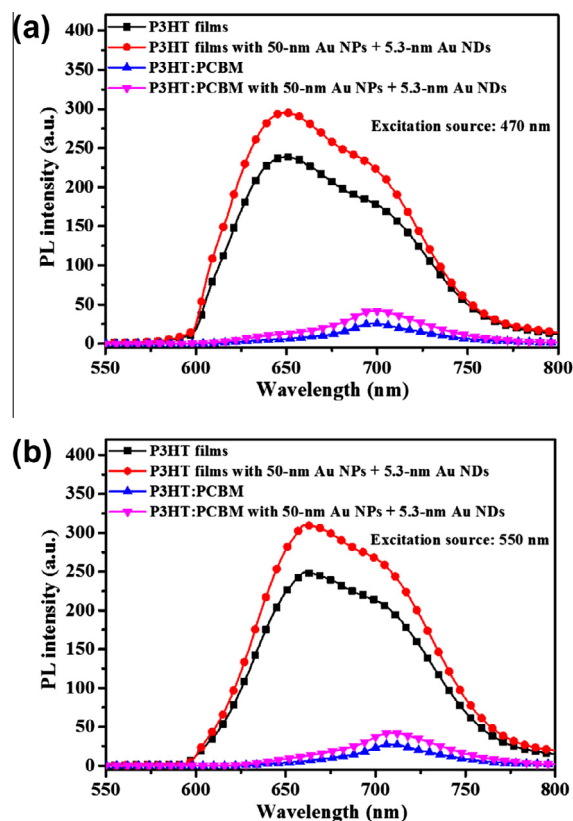 (a)
400
350
300
250
200
150
100
50
0
PL intensity (a.u.)
P3HT films
P3HT films with 50-nm Au NPs + 5.3-nm Au NDs
P3HT:PCBM
P3HT:PCBM with 50-nm Au NPs + 5.3-nm Au NDs
Excitation source: 470 nm
550 600 650 700 750 800
Wavelength (nm)
(b)
400
350
300
250
200
150
100
50
0
PL intensity (a.u.)
P3HT films
P3HT films with 50-nm Au NPs + 5.3-nm Au NDs
P3HT:PCBM
P3HT:PCBM with 50-nm Au NPs + 5.3-nm Au NDs
Excitation source: 550 nm
550 600 650 700 750 800
Wavelength (nm)